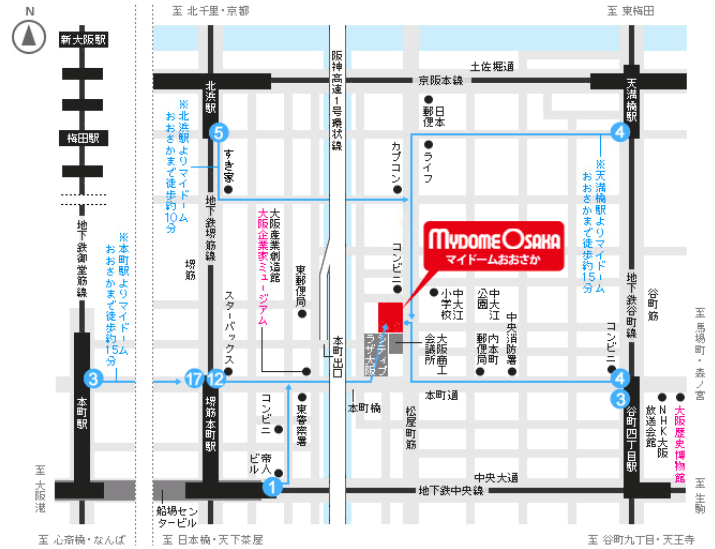 N
至 北千里・京都
至 東梅田
新大阪駅
梅田駅
北浜駅
阪神高速1号環状線
土佐堀通
京阪本線
天満橋駅
日本
郵便局
ライフ
カプコン
5
4
すき家
※北浜駅よりマイドーム
おおさかまで徒歩約10分
※天満橋駅よりマイドーム
おおさかまで徒歩約15分
地下鉄御堂筋線
※本町駅よりマイドーム
おおさかまで徒歩約15分
堺筋
地下鉄堺筋線
大阪産業創造館
大阪企業家ミュージアム
東郵便局
コンビニ
MYDOME OSAKA
マイドームおおさか
中大江
小学校
中大江
公園
内本町
郵便局
中央消防署
コンビニ
地下鉄谷町線
谷町筋
至 馬場町・森ノ宮
スターバックス
本町出口
シティプ
ラザ大阪
大阪商工
会議所
3
17
12
4
3
本町駅
堺筋本町駅
コンビニ
東警察署
本町橋
松屋町筋
本町通
谷町四丁目駅
NHK大阪
放送会館
大阪歴史博物館
帝人
ビル
1
至 大阪港
船場セン
タービル
中央大通
地下鉄中央線
至 生駒
至 心斎橋・なんば
至 日本橋・天下茶屋
至 谷町九丁目・天王寺